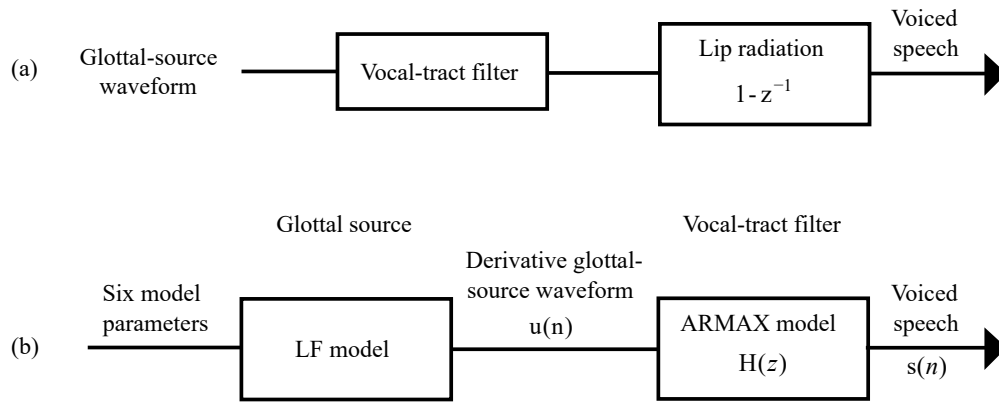 (a)
Glottal-source
waveform
Vocal-tract filter
Lip radiation
1 - z⁻¹
Voiced
speech
Glottal source
Vocal-tract filter
(b)
Six model
parameters
LF model
Derivative glottal-
source waveform
u(n)
ARMAX model
H(z)
Voiced
speech
s(n)